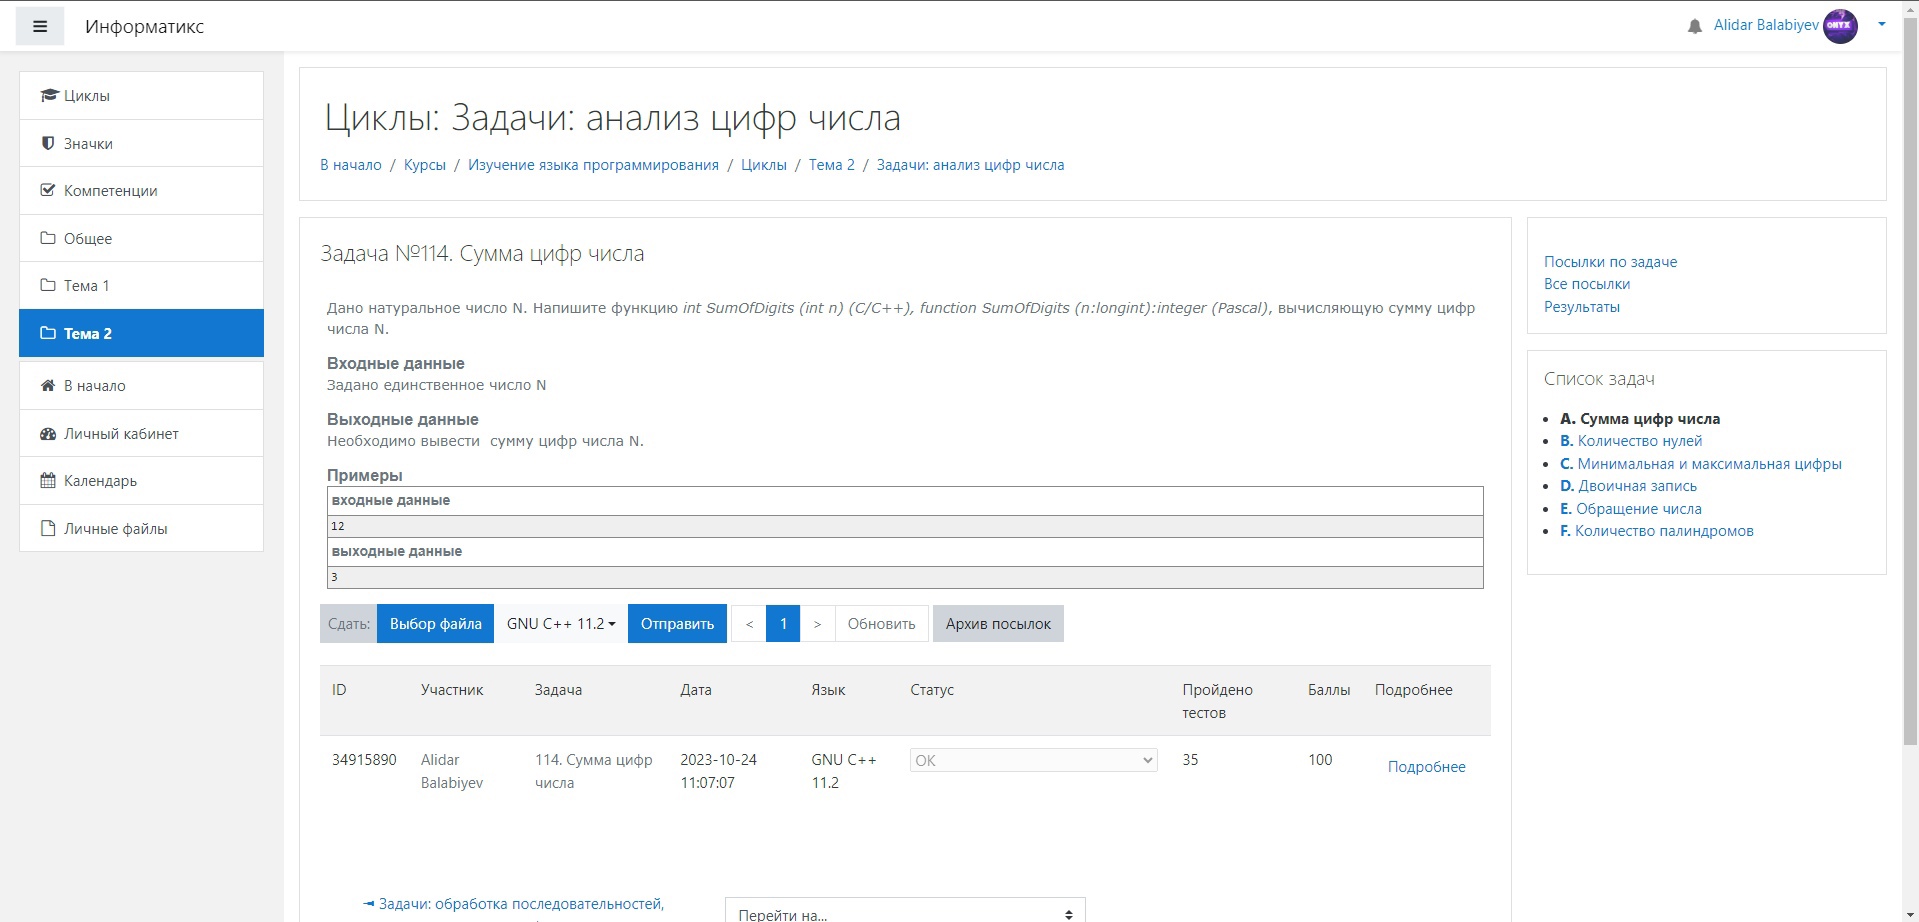 Информатикс
Alidar Balabiyev
ONYX
Циклы
Значки
Компетенции
Общее
Тема 1
Тема 2
В начало
Личный кабинет
Календарь
Личные файлы
Циклы: Задачи: анализ цифр числа
В начало / Курсы / Изучение языка программирования / Циклы / Тема 2 / Задачи: анализ цифр числа
Задача №114. Сумма цифр числа
Дано натуральное число N. Напишите функцию int SumOfDigits (int n) (C/C++), function SumOfDigits (n:longint):integer (Pascal), вычисляющую сумму цифр
числа N.
Входные данные
Задано единственное число N
Выходные данные
Необходимо вывести сумму цифр числа N.
Примеры
входные данные
12
выходные данные
3
Сдать: Выбор файла GNU C++ 11.2 Отправить < 1 > Обновить Архив посылок
ID Участник Задача Дата Язык Статус Пройдено тестов Баллы Подробнее
34915890 Alidar Balabiyev 114. Сумма цифр числа 2023-10-24 11:07:07 GNU C++ 11.2 OK 35 100 Подробнее
◄ Задачи: обработка последовательностей,
Перейти на...
Посылки по задаче
Все посылки
Результаты
Список задач
A. Сумма цифр числа
B. Количество нулей
C. Минимальная и максимальная цифры
D. Двоичная запись
E. Обращение числа
F. Количество палиндромов